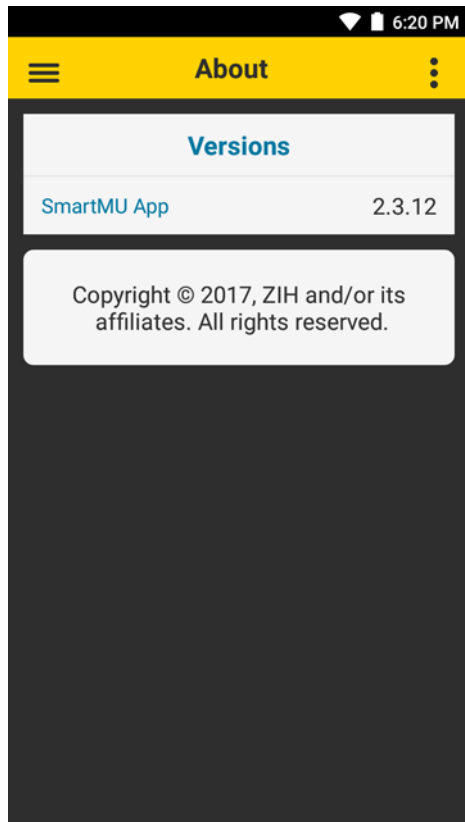 6:20 PM
About
Versions
SmartMU App 2.3.12
Copyright © 2017, ZIH and/or its
affiliates. All rights reserved.